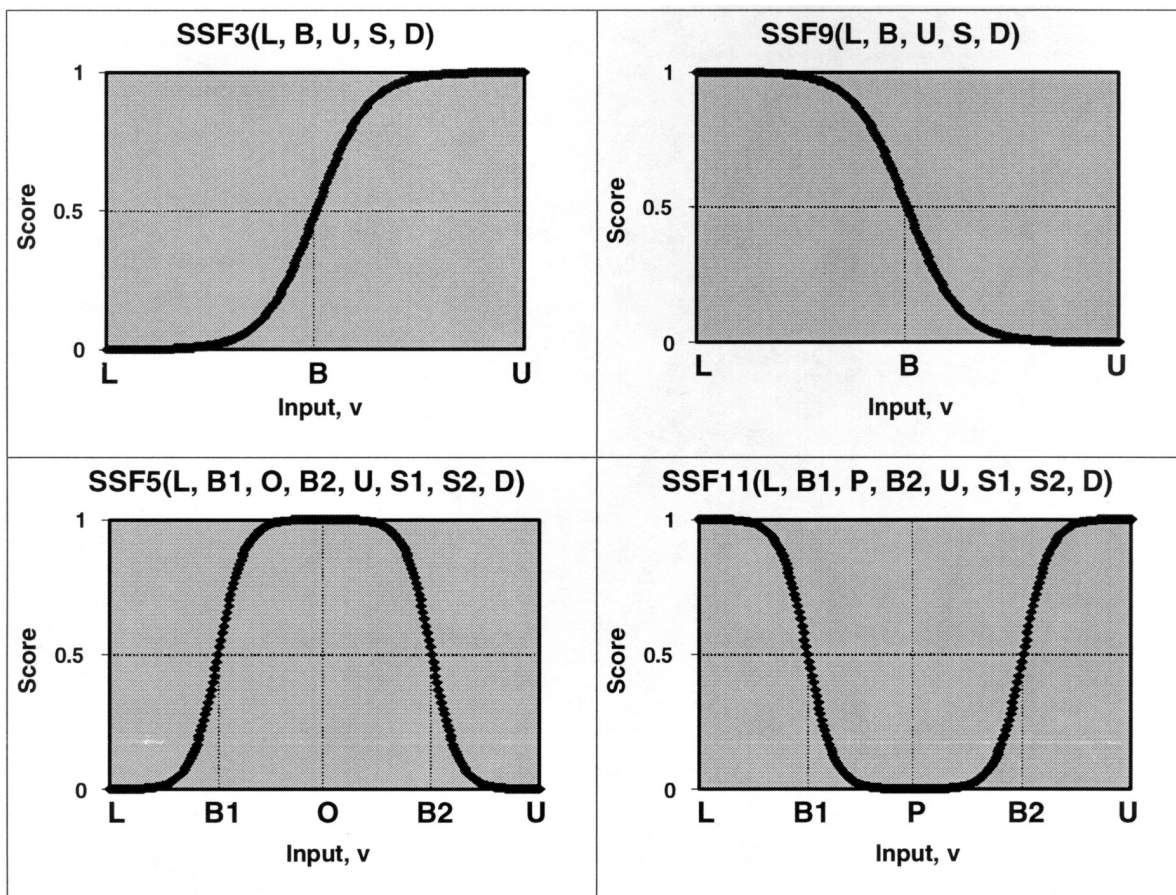 SSF3(L, B, U, S, D)
1
Score
0.5
0
L B U
Input, v
SSF9(L, B, U, S, D)
1
Score
0.5
0
L B U
Input, v
SSF5(L, B1, O, B2, U, S1, S2, D)
1
Score
0.5
0
L B1 O B2 U
Input, v
SSF11(L, B1, P, B2, U, S1, S2, D)
1
Score
0.5
0
L B1 P B2 U
Input, v